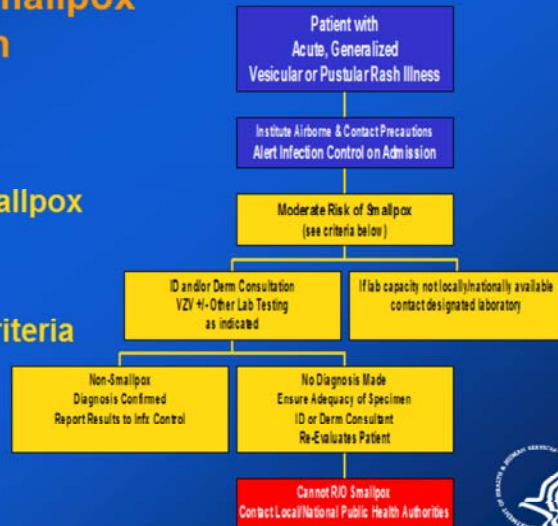 mallpox
n
Patient with
Acute, Generalized
Vesicular or Pustular Rash Illness
Institute Airborne & Contact Precautions
Alert Infection Control on Admission
allpox
Moderate Risk of Smallpox
(see criteria below)
ID and/or Derm Consultation
VZV +/- Other Lab Testing
as indicated
If lab capacity not locally/nationally available
contact designated laboratory
riteria
Non-Smallpox
Diagnosis Confirmed
Report Results to Infx Control
No Diagnosis Made
Ensure Adequacy of Specimen
ID or Derm Consultant
Re-Evaluates Patient
Cannot R/O Smallpox
Contact Local/National Public Health Authorities